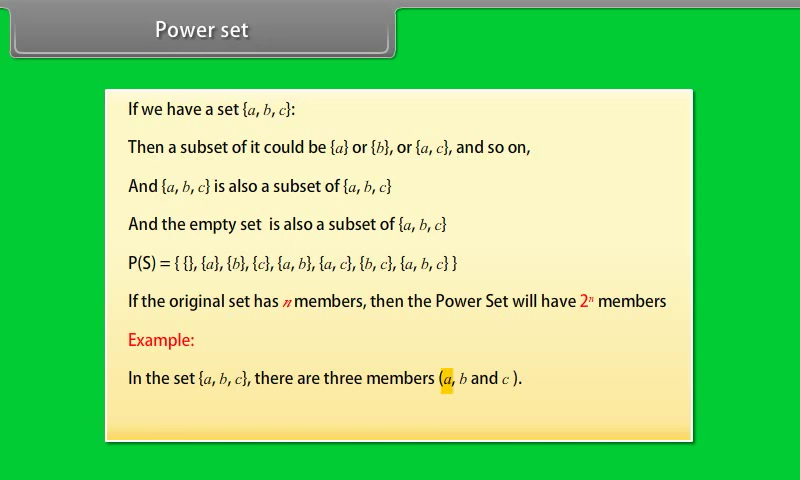 Power set
If we have a set {a, b, c}:
Then a subset of it could be {a} or {b}, or {a, c}, and so on,
And {a, b, c} is also a subset of {a, b, c}
And the empty set is also a subset of {a, b, c}
P(S) = { {}, {a}, {b}, {c}, {a, b}, {a, c}, {b, c}, {a, b, c} }
If the original set has n members, then the Power Set will have 2ⁿ members
Example:
In the set {a, b, c}, there are three members (a, b and c ).